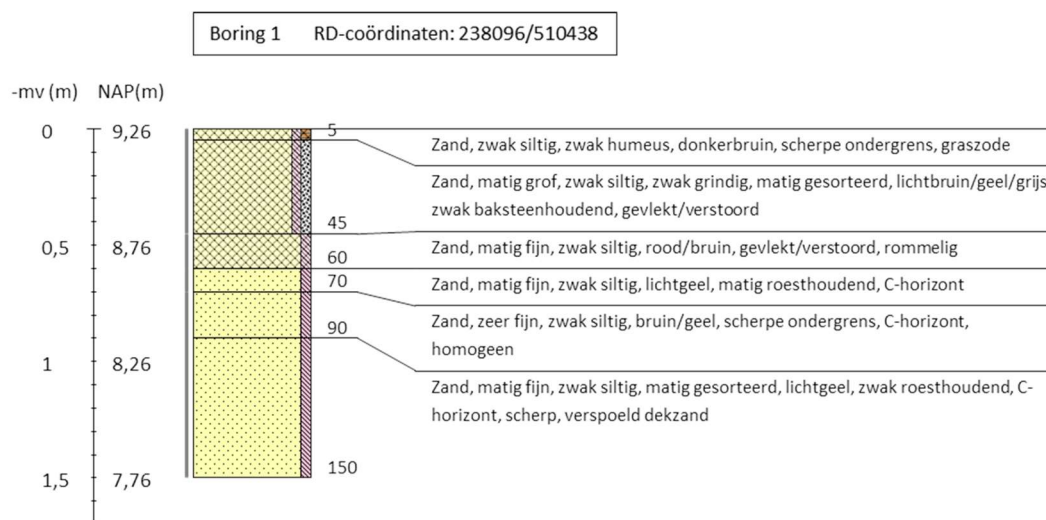 Boring 1 RD-coördinaten: 238096/510438
-mv (m) NAP(m)
0 9,26
5
Zand, zwak siltig, zwak humeus, donkerbruin, scherpe ondergrens, graszode
Zand, matig grof, zwak siltig, zwak grindig, matig gesorteerd, lichtbruin/geel/grijs
zwak baksteenhoudend, gevlekt/verstoord
45
0,5 8,76
Zand, matig fijn, zwak siltig, rood/bruin, gevlekt/verstoord, rommelig
60
70
Zand, matig fijn, zwak siltig, lichtgeel, matig roesthoudend, C-horizont
Zand, zeer fijn, zwak siltig, bruin/geel, scherpe ondergrens, C-horizont,
homogeen
90
1 8,26
Zand, matig fijn, zwak siltig, matig gesorteerd, lichtgeel, zwak roesthoudend, C-
horizont, scherp, verspoeld dekzand
150
1,5 7,76